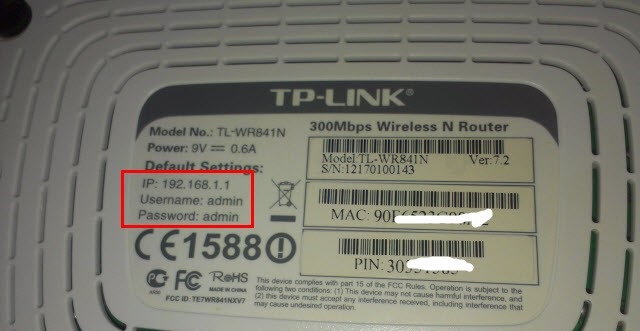 TP-LINK®
Model No.: TL-WR841N
300Mbps Wireless N Router
Power: 9V ⎓ 0.6A
Default Settings:
IP: 192.168.1.1
Username: admin
Password: admin
Model:TL-WR841N Ver:7.2
S/N:12170100143
MAC:
PIN:
CE1588
FCC
RoHS
MADE IN CHINA
FCC ID: TE7WR841NXV7
This device complies with part 15 of the FCC Rules. Operation is subject to the
following two conditions: (1) This device may not cause harmful interference, and
(2) this device must accept any interference received, including interference that
may cause undesired operation.